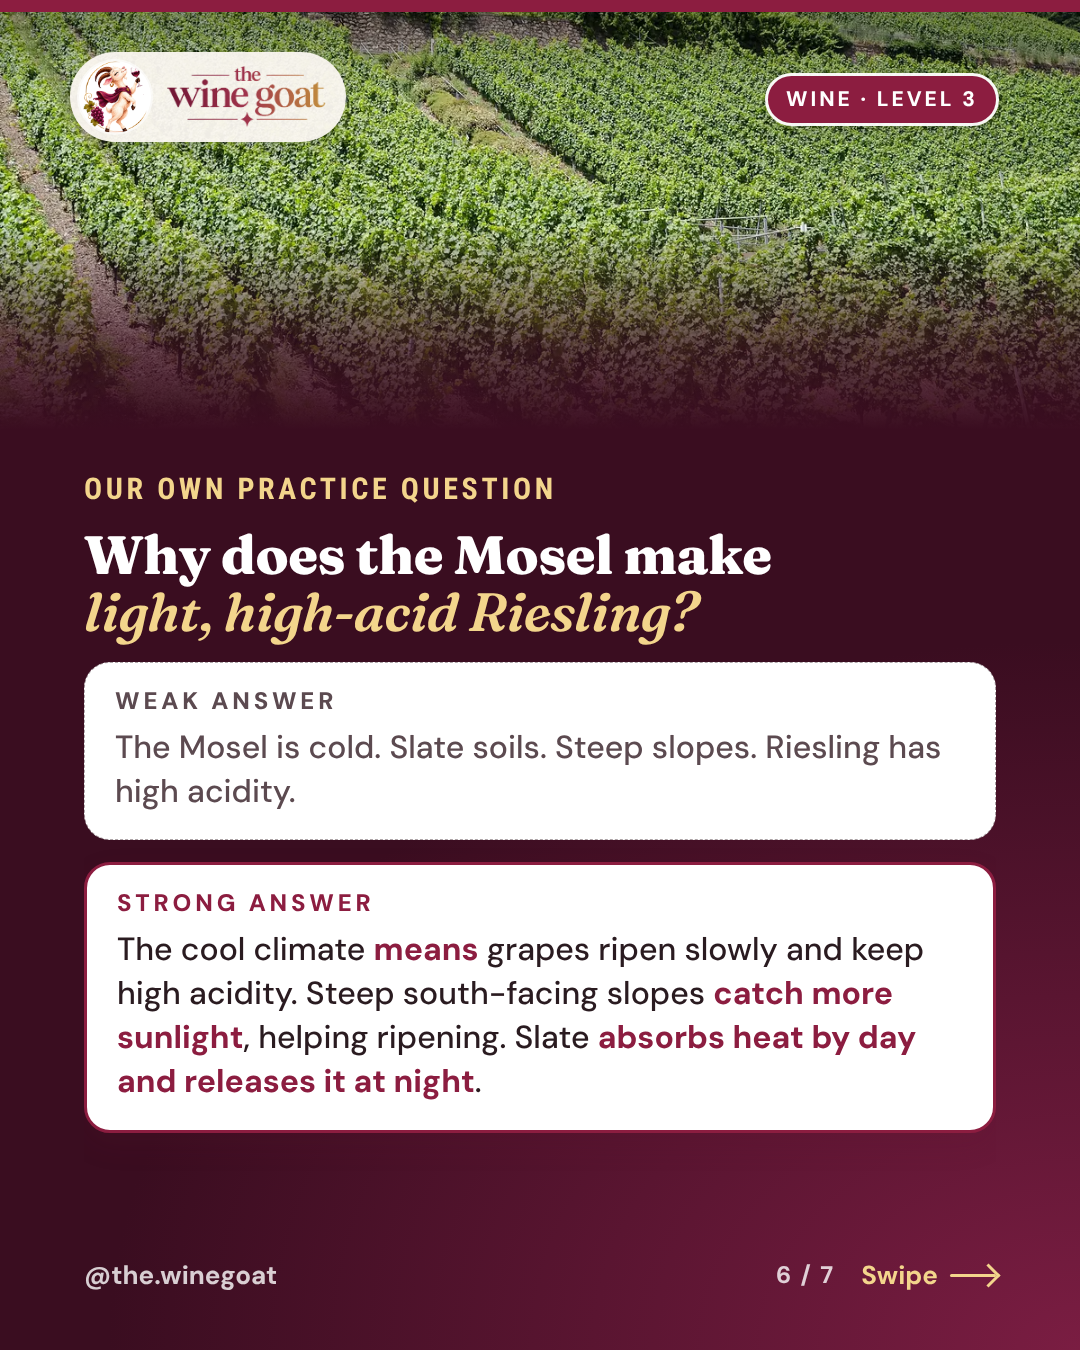 the
wine goat
WINE · LEVEL 3
OUR OWN PRACTICE QUESTION
Why does the Mosel make
light, high-acid Riesling?
WEAK ANSWER
The Mosel is cold. Slate soils. Steep slopes. Riesling has
high acidity.
STRONG ANSWER
The cool climate means grapes ripen slowly and keep
high acidity. Steep south-facing slopes catch more
sunlight, helping ripening. Slate absorbs heat by day
and releases it at night.
@the.winegoat
6 / 7 Swipe